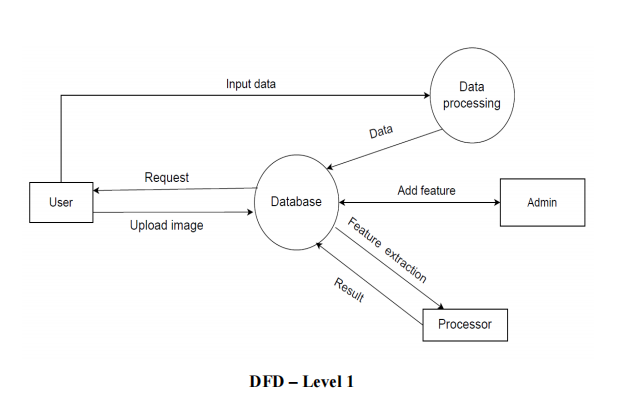 Input data
Data
processing
Data
Request
User
Database
Add feature
Admin
Upload image
Feature extraction
Result
Processor
DFD – Level 1